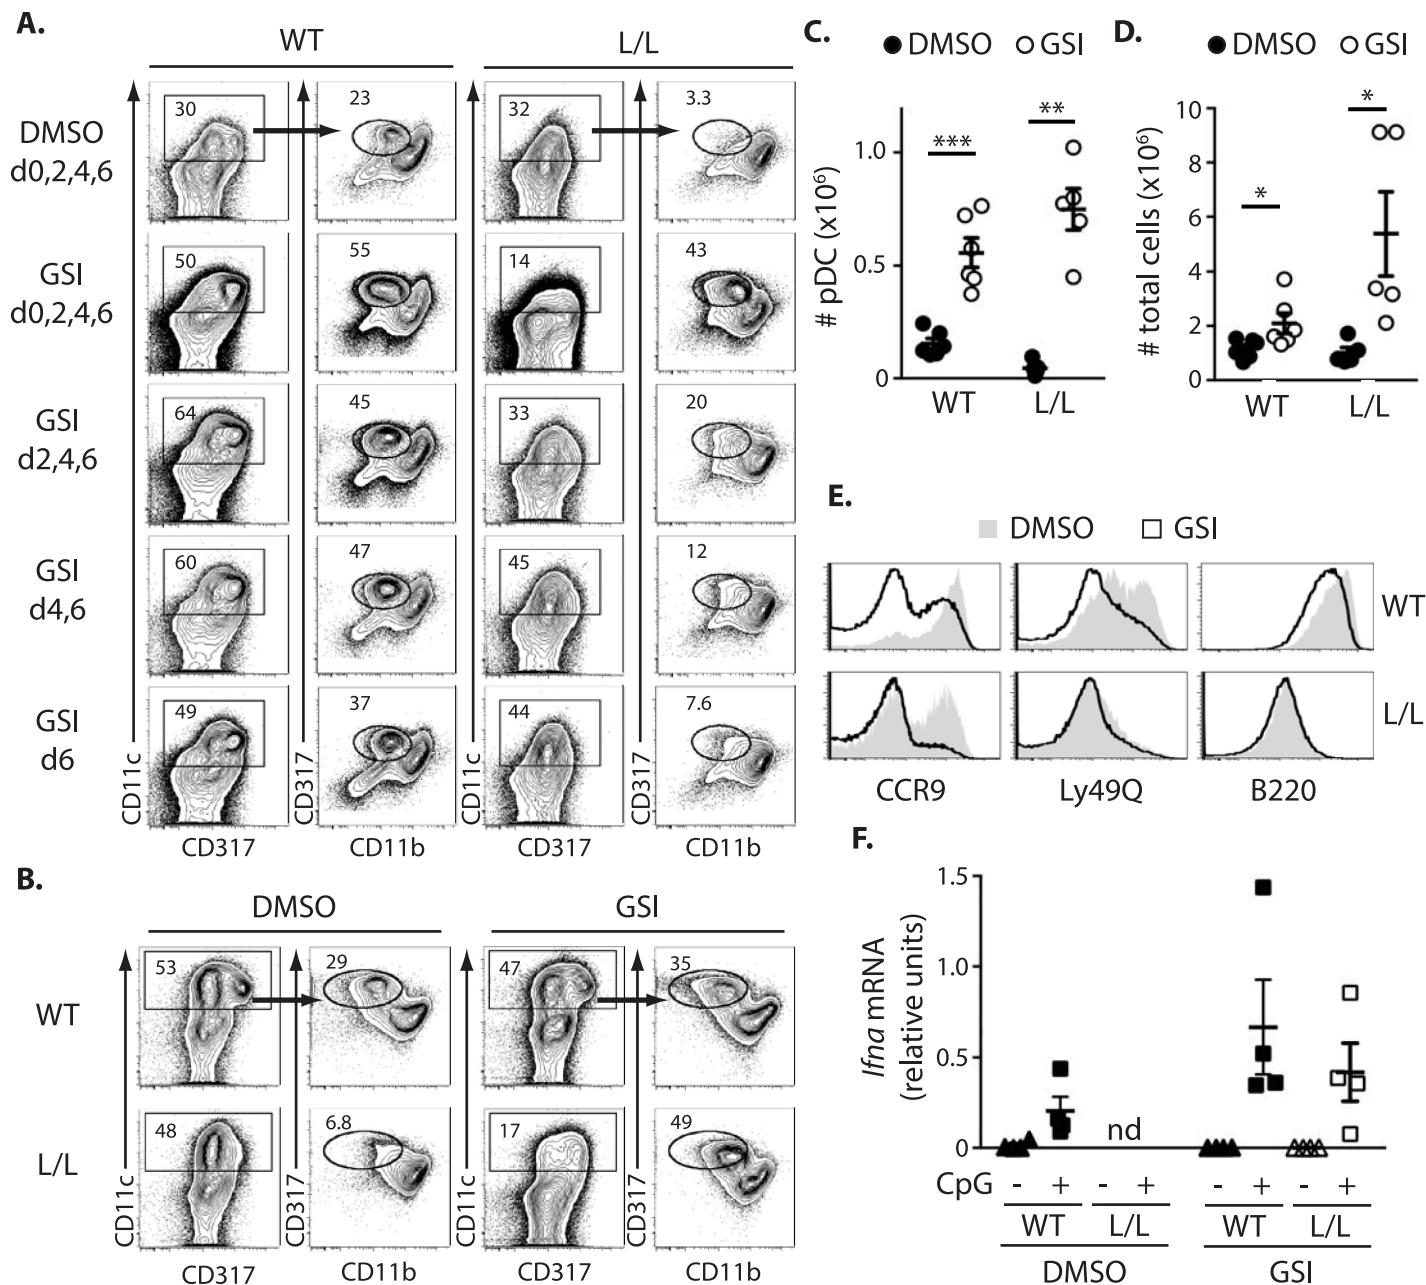 A.
WT
L/L
DMSO
d0,2,4,6
30
23
32
3.3
GSI
d0,2,4,6
50
55
14
43
GSI
d2,4,6
64
45
33
20
GSI
d4,6
60
47
45
12
GSI
d6
49
37
44
7.6
CD11c
CD317
CD11c
CD317
CD317
CD11b
CD317
CD11b
B.
DMSO
GSI
WT
53
29
47
35
L/L
48
6.8
17
49
CD11c
CD317
CD11c
CD317
CD317
CD11b
CD317
CD11b
C.
DMSO
GSI
# pDC (x10⁶)
1.0
0.5
0
***
**
WT
L/L
D.
DMSO
GSI
# total cells (x10⁶)
10
8
6
4
2
0
*
*
WT
L/L
E.
DMSO
GSI
WT
L/L
CCR9
Ly49Q
B220
F.
Ifna mRNA
(relative units)
1.5
1.0
0.5
0
nd
CpG - + - + - + - +
WT L/L WT L/L
DMSO GSI